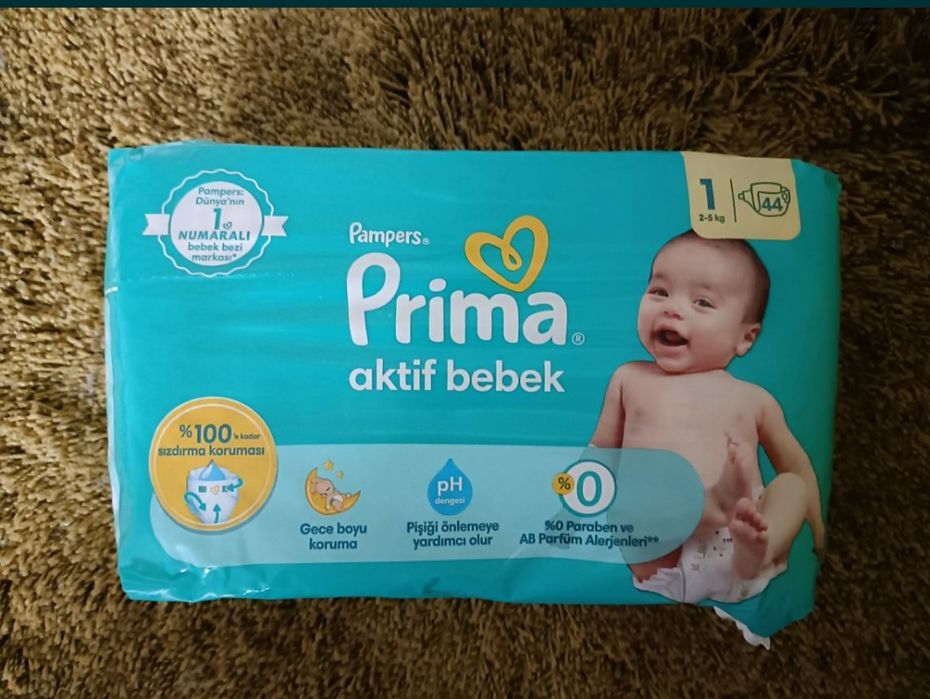 Pampers:
Dünya'nın
1
NUMARALI
bebek bezi
markası*
Pampers®
Prima®
aktif bebek
1
2-5 kg
44
%100'e kadar
sızdırma koruması
Gece boyu
koruma
pH
dengesi
Pişiği önlemeye
yardımcı olur
%0
%0 Paraben ve
AB Parfüm Alerjenleri**